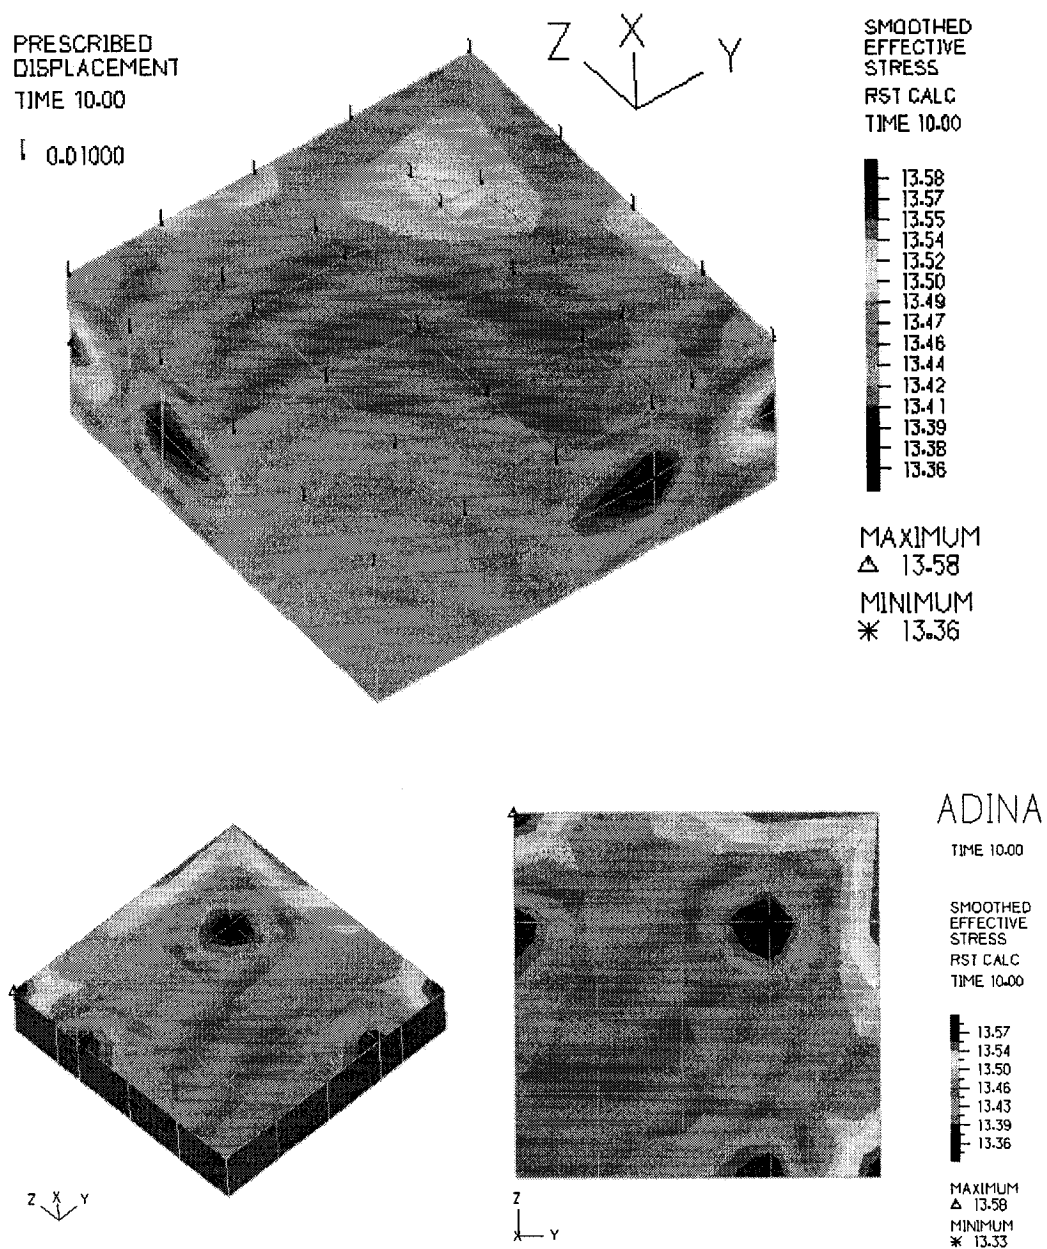 PRESCRIBED
DISPLACEMENT
TIME 10.00
0.01000
Z X Y
SMOOTHED
EFFECTIVE
STRESS
RST CALC
TIME 10.00
13.58
13.57
13.55
13.54
13.52
13.50
13.49
13.47
13.46
13.44
13.42
13.41
13.39
13.38
13.36
MAXIMUM
△ 13.58
MINIMUM
✳ 13.36
Z X Y
Z
X Y
ADINA
TIME 10.00
SMOOTHED
EFFECTIVE
STRESS
RST CALC
TIME 10.00
13.57
13.54
13.50
13.46
13.43
13.39
13.36
MAXIMUM
△ 13.58
MINIMUM
✳ 13.33